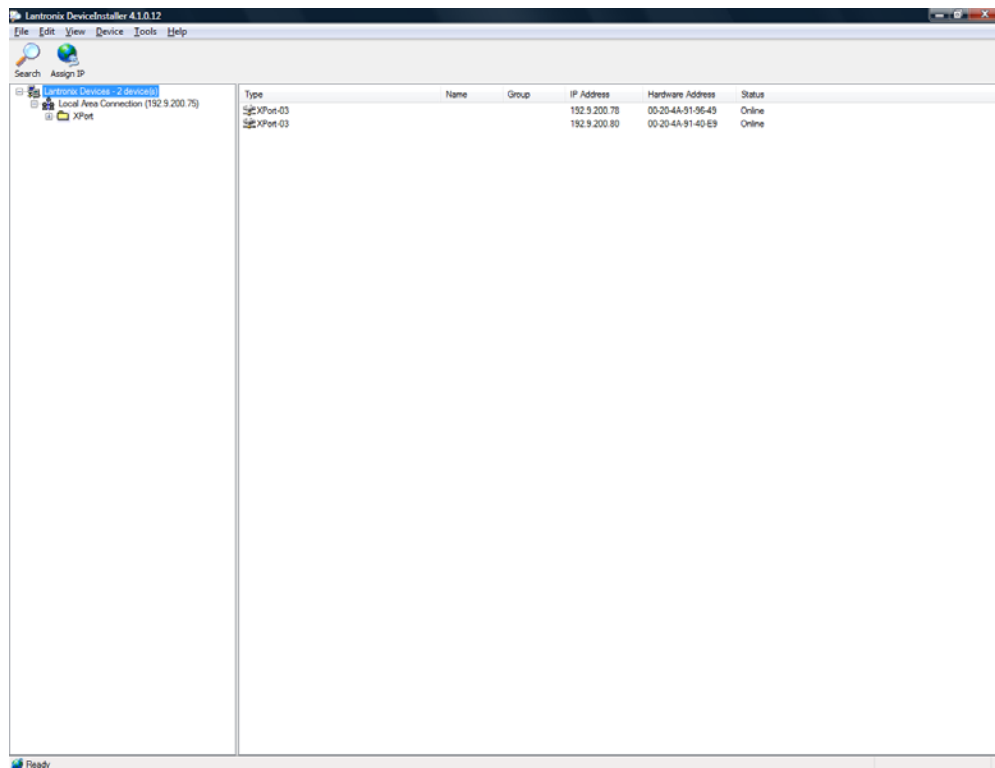 Lantronix DeviceInstaller 4.1.0.12
File Edit View Device Tools Help
Search Assign IP
Lantronix Devices - 2 device(s)
Local Area Connection (192.9.200.75)
XPort
Type Name Group IP Address Hardware Address Status
XPort-03 192.9.200.78 00-20-4A-91-96-49 Online
XPort-03 192.9.200.80 00-20-4A-91-40-E9 Online
Ready